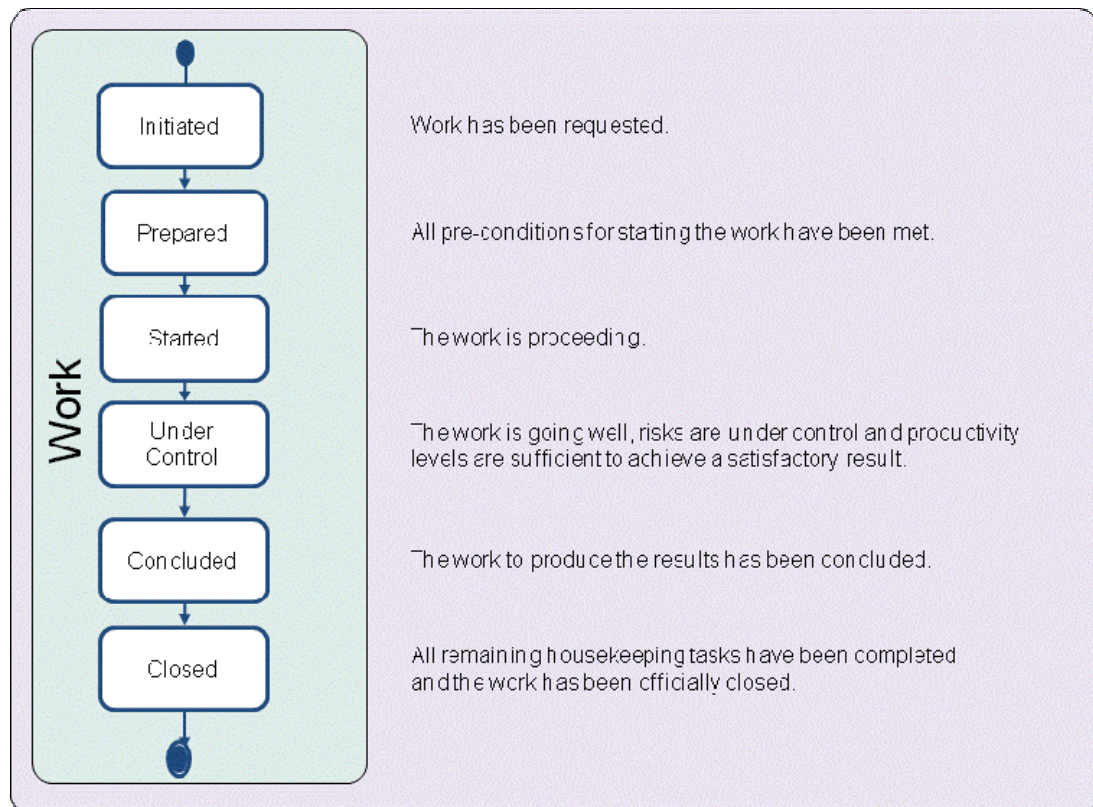 Work
Initiated
Work has been requested.
Prepared
All pre-conditions for starting the work have been met.
Started
The work is proceeding.
Under
Control
The work is going well, risks are under control and productivity
levels are sufficient to achieve a satisfactory result.
Concluded
The work to produce the results has been concluded.
Closed
All remaining housekeeping tasks have been completed
and the work has been officially closed.